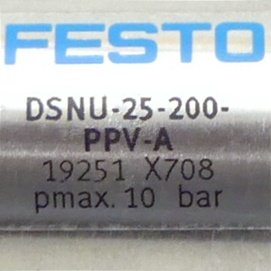 FESTO
DSNU-25-200-
PPV-A
19251 X708
pmax. 10 bar